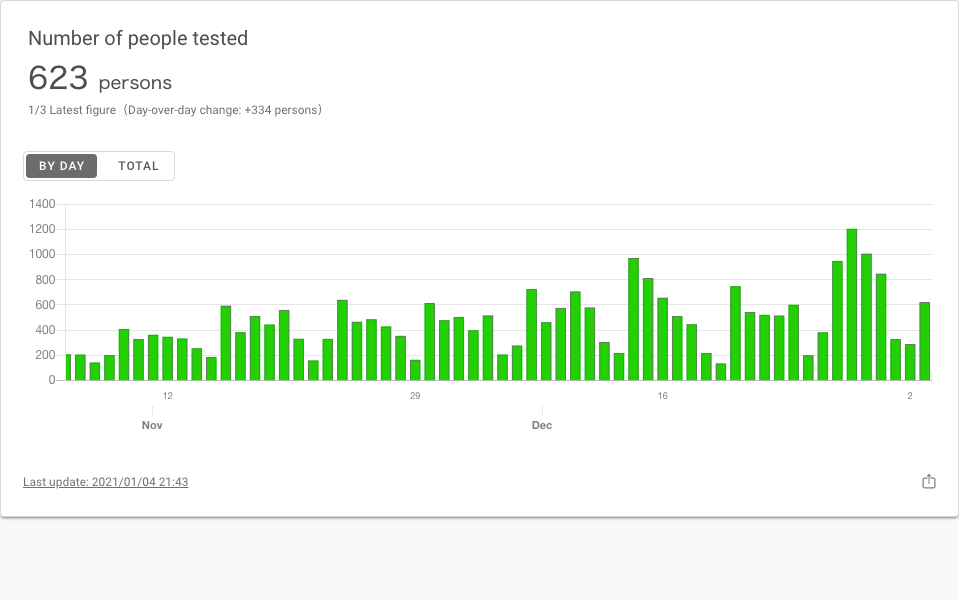 Number of people tested
623 persons
1/3 Latest figure（Day-over-day change: +334 persons）
BY DAY TOTAL
1400
1200
1000
800
600
400
200
0
12 29 16 2
Nov Dec
Last update: 2021/01/04 21:43